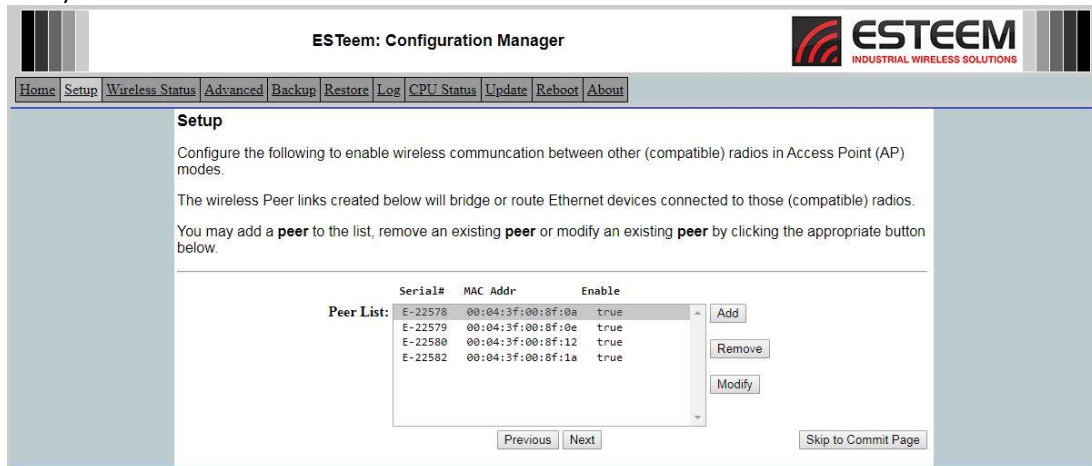 ESTeem: Configuration Manager
ESTEEM
INDUSTRIAL WIRELESS SOLUTIONS
Home Setup Wireless Status Advanced Backup Restore Log CPU Status Update Reboot About
Setup
Configure the following to enable wireless communcation between other (compatible) radios in Access Point (AP)
modes.
The wireless Peer links created below will bridge or route Ethernet devices connected to those (compatible) radios.
You may add a peer to the list, remove an existing peer or modify an existing peer by clicking the appropriate button
below.
Serial# MAC Addr Enable
Peer List: E-22578 00:04:3f:00:8f:0a true Add
E-22579 00:04:3f:00:8f:0e true
E-22580 00:04:3f:00:8f:12 true
Remove
E-22582 00:04:3f:00:8f:1a true
Modify
Previous Next Skip to Commit Page